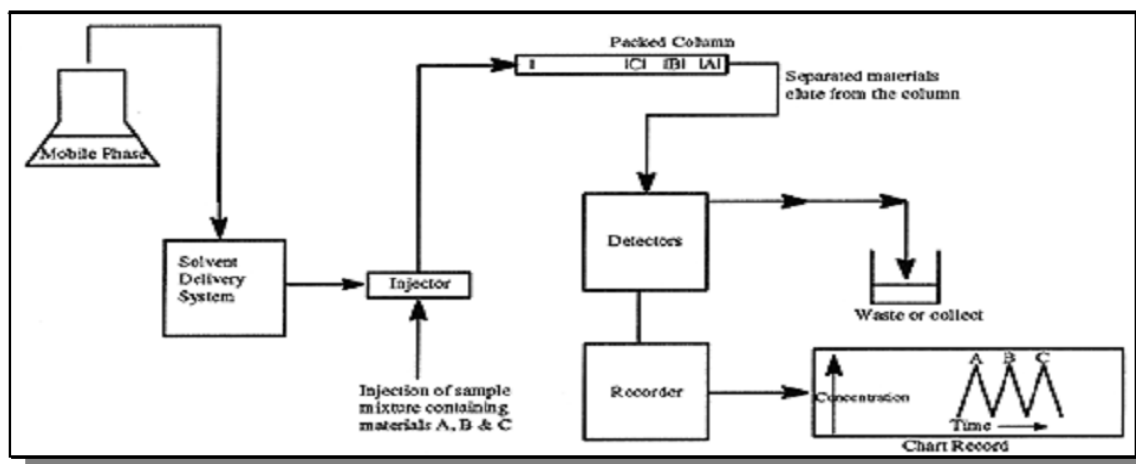 Packed Column
|C| |B| |A|
Separated materials
elute from the column
Mobile Phase
Solvent
Delivery
System
Injector
Detectors
Waste or collect
Injection of sample
mixture containing
materials A, B & C
Recorder
A B C
Concentration
Time
Chart Record